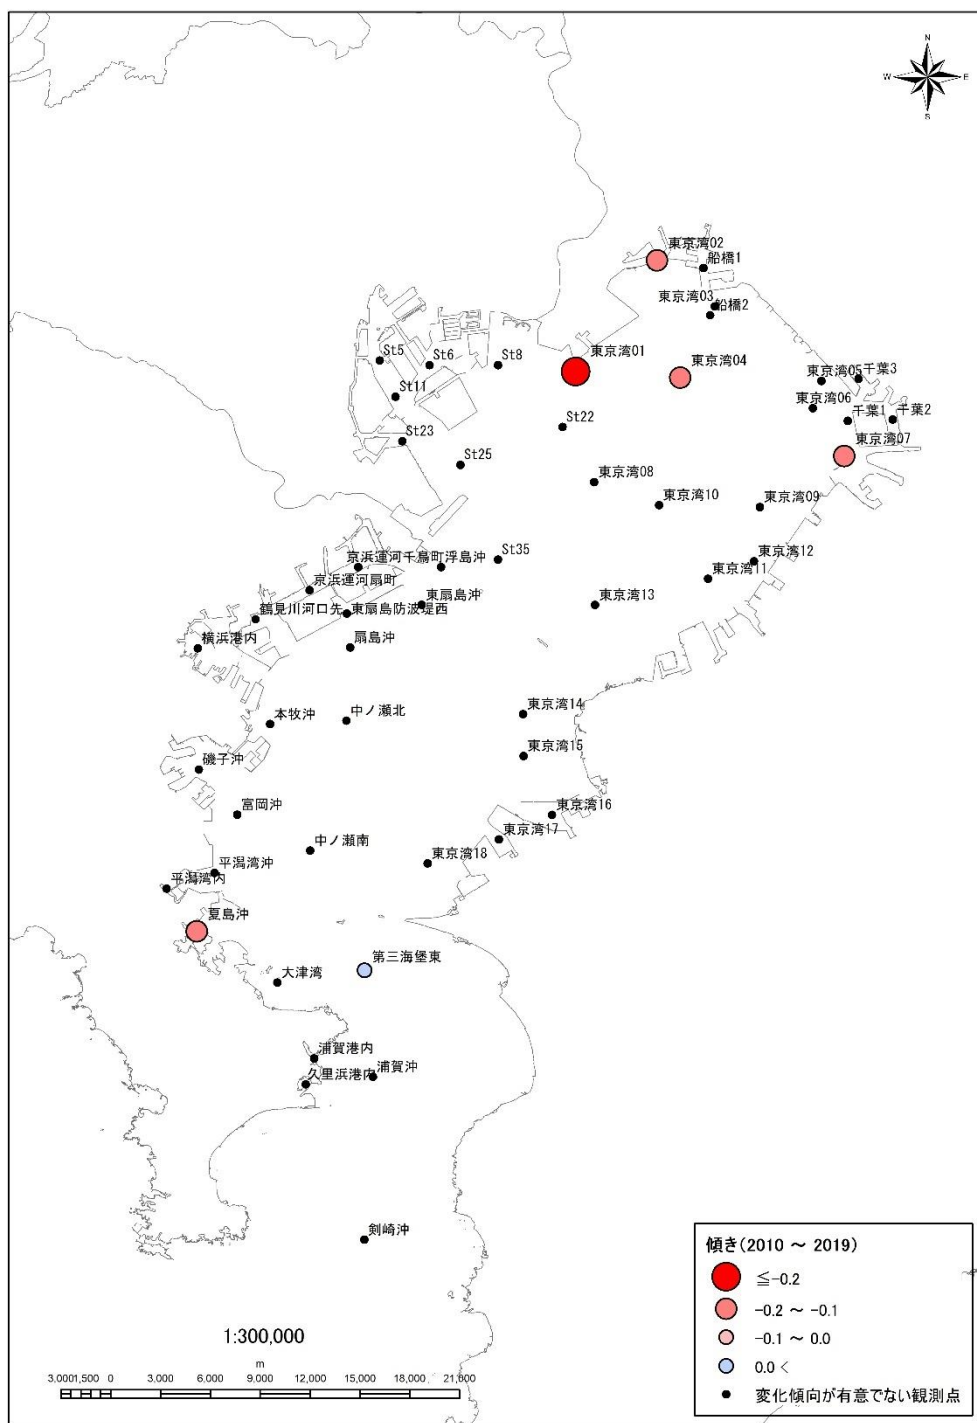 N
W E
S
東京湾02
船橋1
東京湾03
船橋2
St5
St6
St8
東京湾01
東京湾04
東京湾05
千葉3
St11
東京湾06
千葉1
千葉2
St22
St23
東京湾07
St25
東京湾08
東京湾10
東京湾09
St35
京浜運河千鳥町
浮島沖
東京湾12
東京湾11
京浜運河扇町
鶴見川河口先
東扇島防波堤西
東扇島沖
東京湾13
横浜港内
扇島沖
本牧沖
中ノ瀬北
東京湾14
東京湾15
磯子沖
富岡沖
東京湾16
東京湾17
中ノ瀬南
東京湾18
平潟湾沖
平潟湾内
夏島沖
第三海堡東
大津湾
浦賀港内
浦賀沖
久里浜港内
剣崎沖
傾き(2010 ～ 2019)
≦-0.2
-0.2 ～ -0.1
-0.1 ～ 0.0
0.0 <
変化傾向が有意でない観測点
1:300,000
m
3,000 1,500 0 3,000 6,000 9,000 12,000 15,000 18,000 21,000